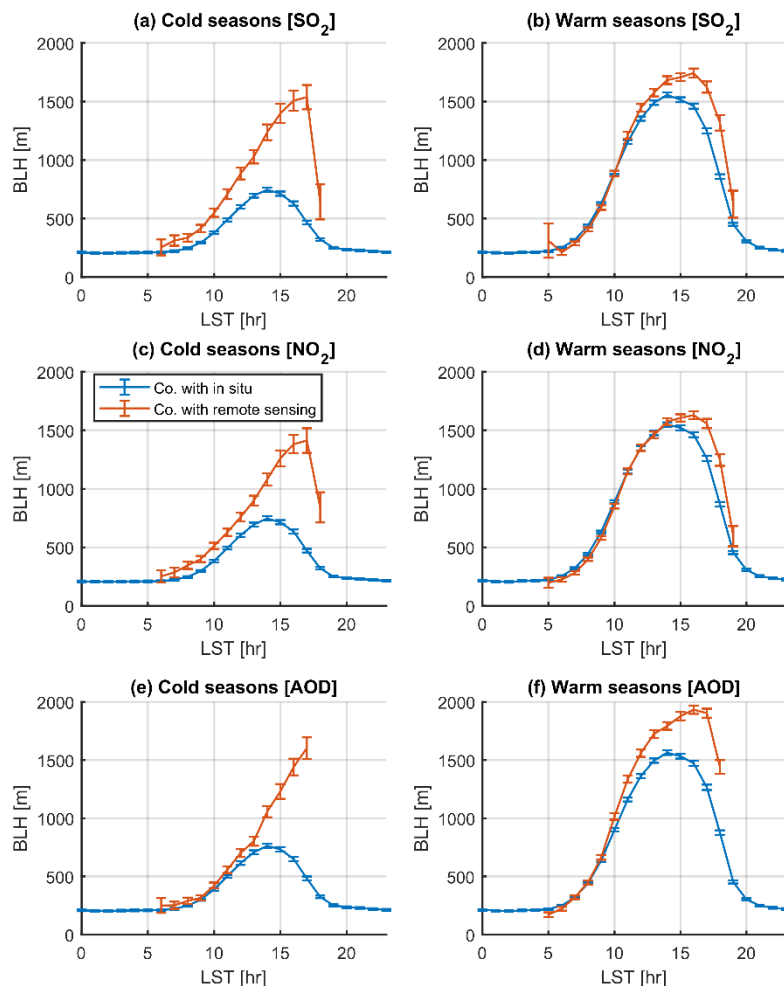 (a) Cold seasons [SO2]
2000
1500
1000
500
0
BLH [m]
0 5 10 15 20
LST [hr]
(b) Warm seasons [SO2]
2000
1500
1000
500
0
BLH [m]
0 5 10 15 20
LST [hr]
(c) Cold seasons [NO2]
Co. with in situ
Co. with remote sensing
2000
1500
1000
500
0
BLH [m]
0 5 10 15 20
LST [hr]
(d) Warm seasons [NO2]
2000
1500
1000
500
0
BLH [m]
0 5 10 15 20
LST [hr]
(e) Cold seasons [AOD]
2000
1500
1000
500
0
BLH [m]
0 5 10 15 20
LST [hr]
(f) Warm seasons [AOD]
2000
1500
1000
500
0
BLH [m]
0 5 10 15 20
LST [hr]